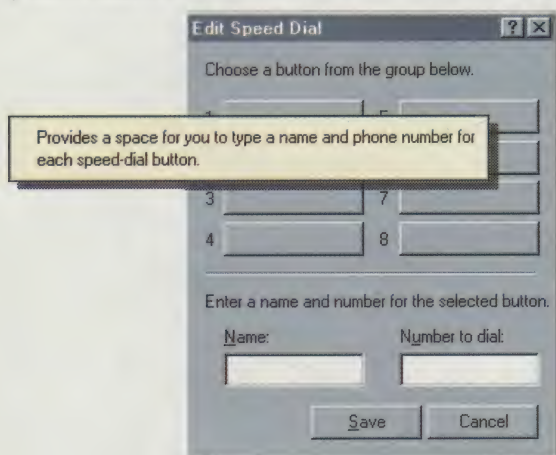 Edit Speed Dial
Choose a button from the group below.
Provides a space for you to type a name and phone number for
each speed-dial button.
3 7
4 8
Enter a name and number for the selected button.
Name: Number to dial:
Save Cancel